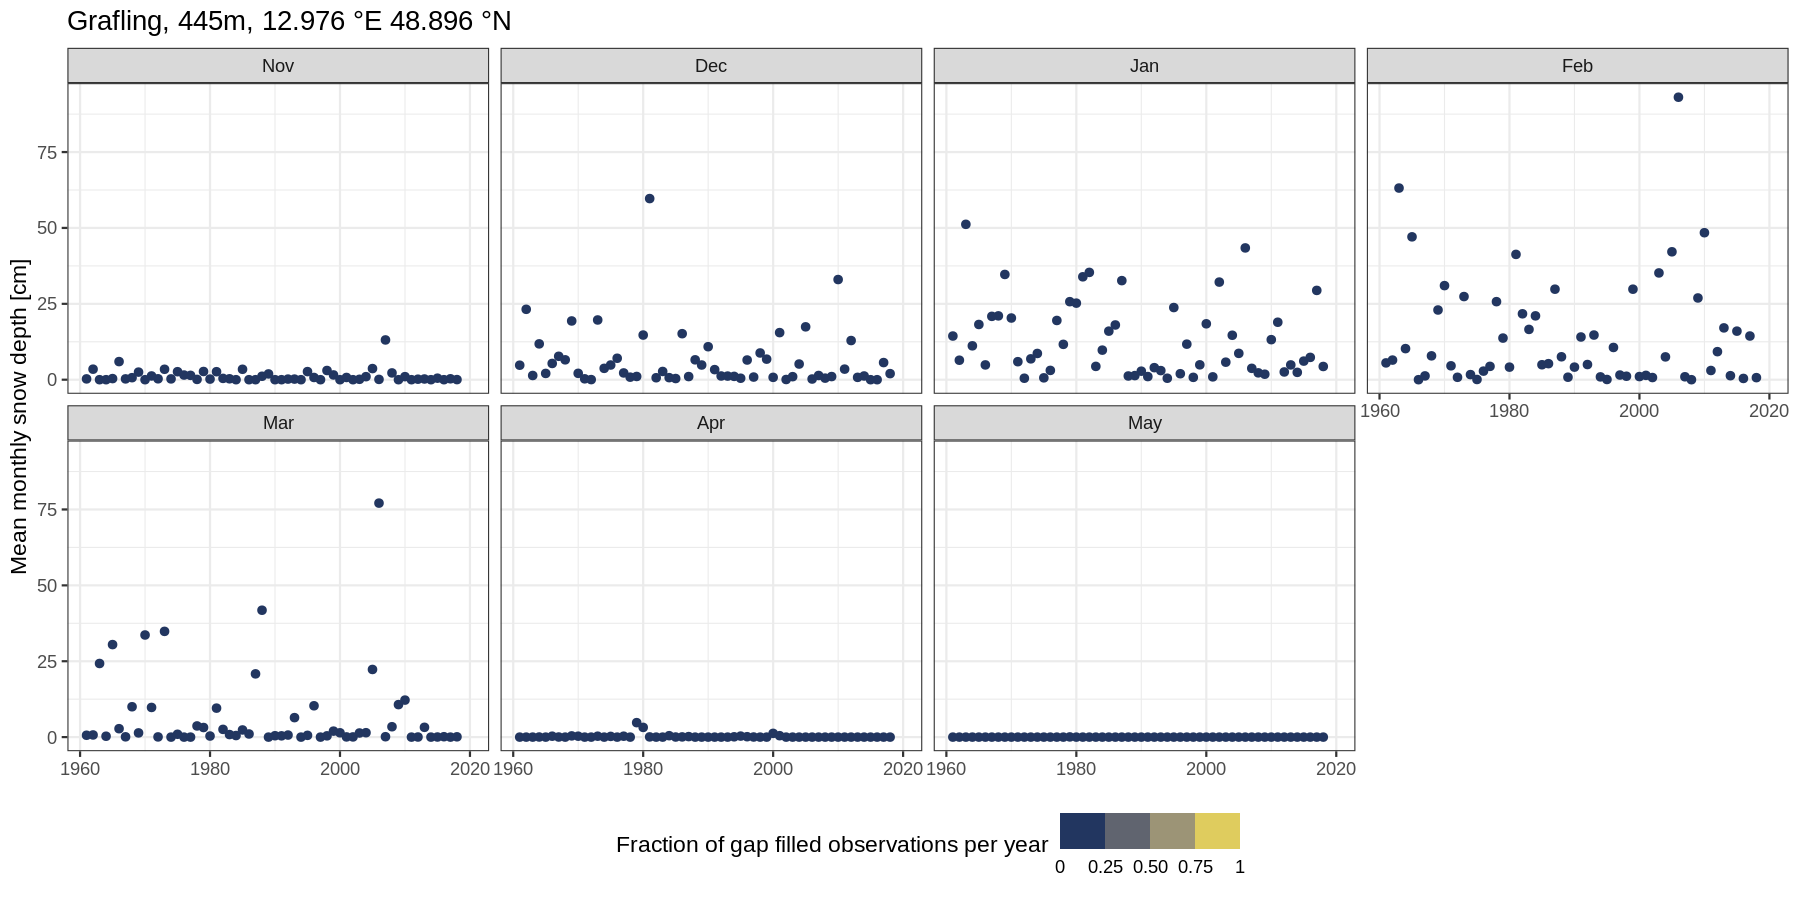 Grafling, 445m, 12.976 °E 48.896 °N
Nov
Dec
Jan
Feb
75
50
25
0
1960 1980 2000 2020
Mar
Apr
May
75
50
25
0
1960 1980 2000 2020 1960 1980 2000 2020 1960 1980 2000 2020
Mean monthly snow depth [cm]
Fraction of gap filled observations per year
0 0.25 0.50 0.75 1